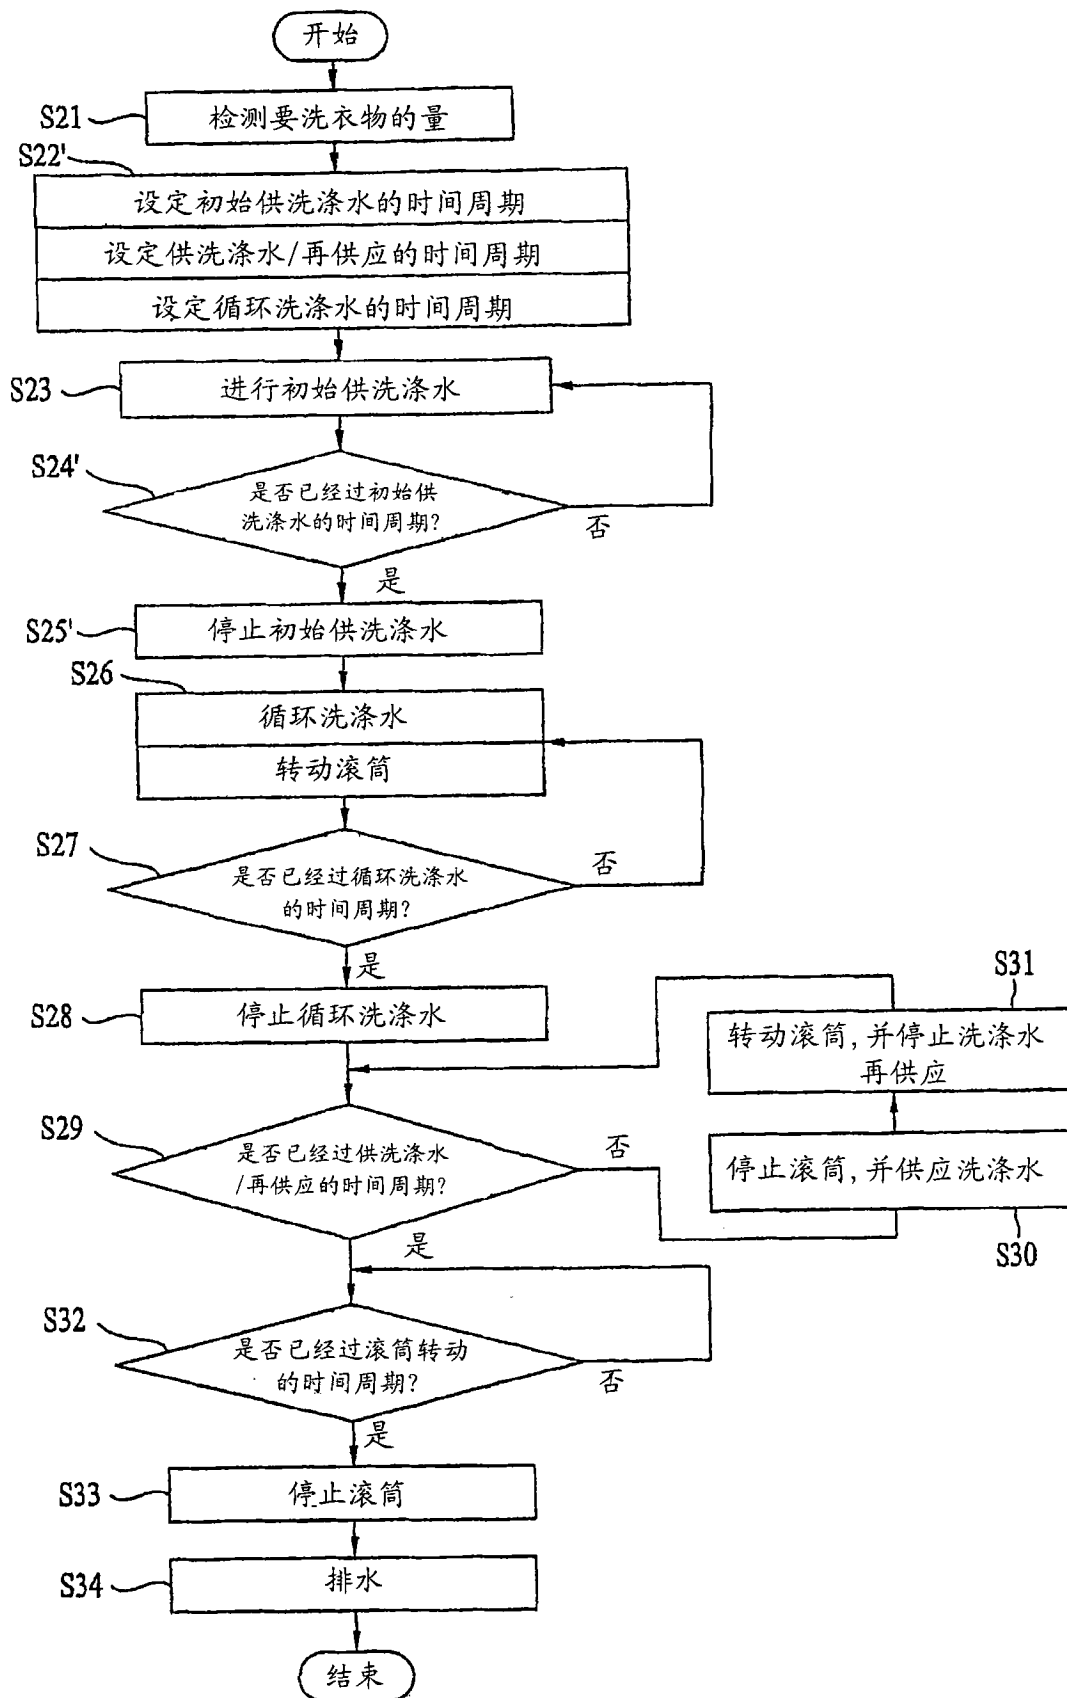 开始
S21
检测要洗衣物的量
S22'
设定初始供洗涤水的时间周期
设定供洗涤水/再供应的时间周期
设定循环洗涤水的时间周期
S23
进行初始供洗涤水
S24'
是否已经过初始供
洗涤水的时间周期?
否
是
S25'
停止初始供洗涤水
S26
循环洗涤水
转动滚筒
S27
是否已经过循环洗涤水
的时间周期?
否
是
S28
停止循环洗涤水
S31
转动滚筒,并停止洗涤水
再供应
S29
是否已经过供洗涤水
/再供应的时间周期?
否
是
停止滚筒,并供应洗涤水
S30
S32
是否已经过滚筒转动
的时间周期?
否
是
S33
停止滚筒
S34
排水
结束